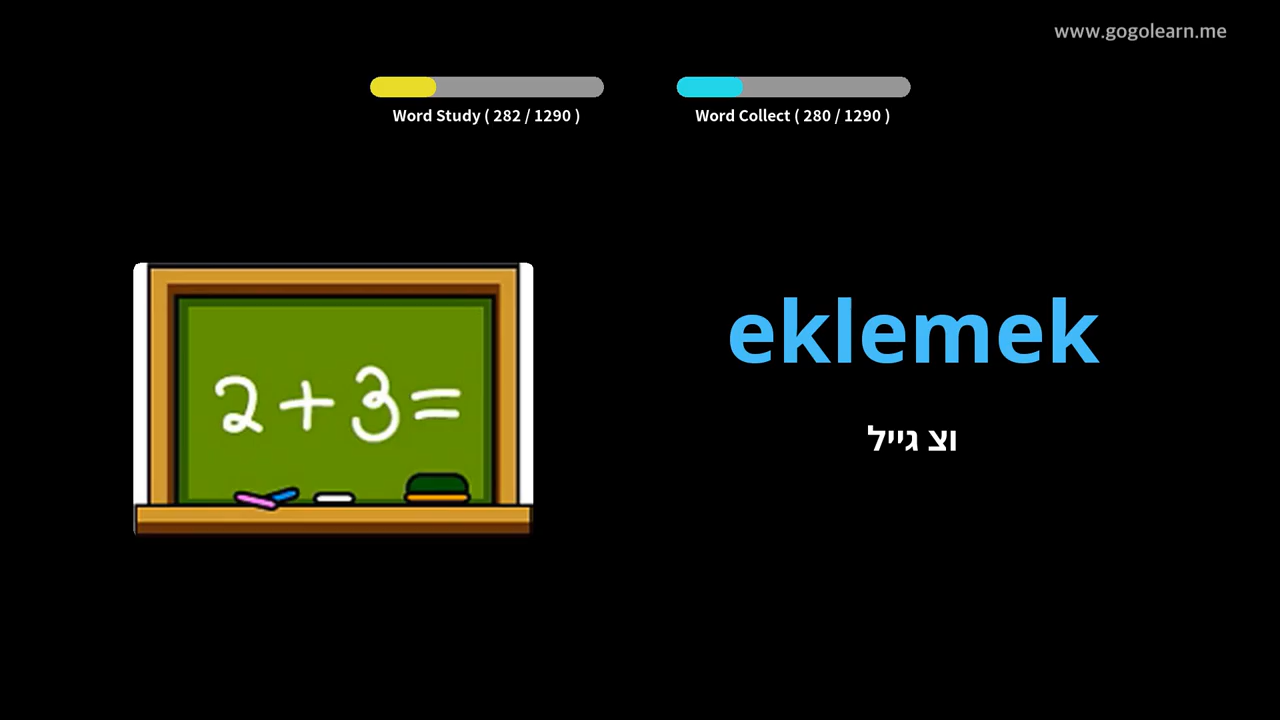 www.gogolearn.me
Word Study ( 282 / 1290 )
Word Collect ( 280 / 1290 )
2+3=
eklemek
וצ גייל